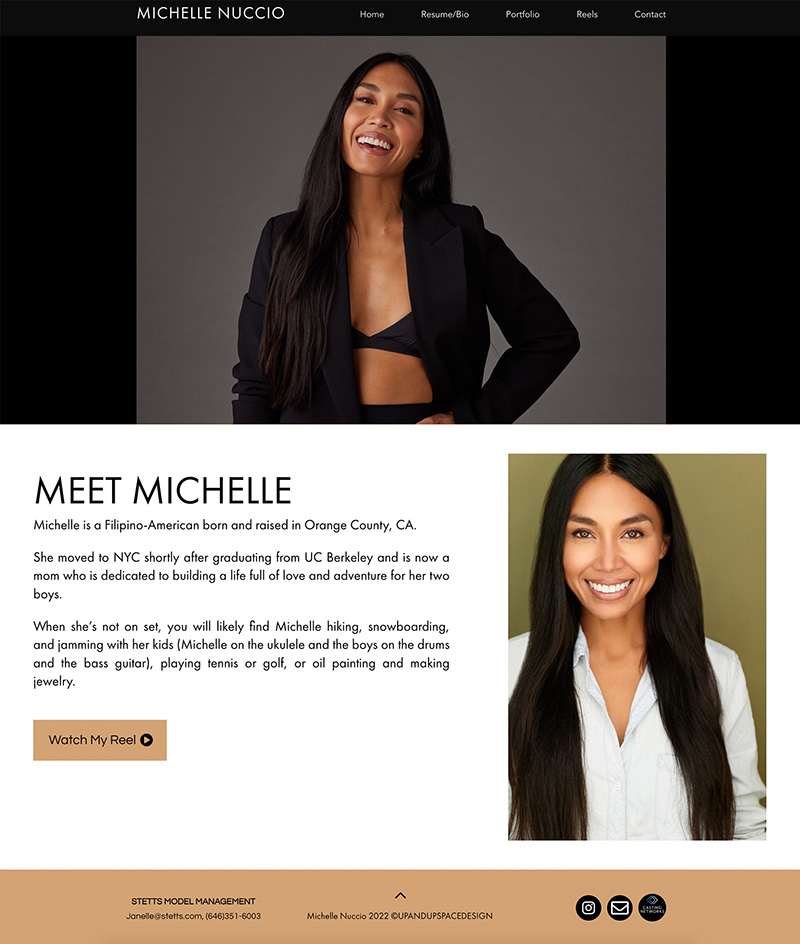 MICHELLE NUCCIO
Home
Resume/Bio
Portfolio
Reels
Contact
MEET MICHELLE
Michelle is a Filipino-American born and raised in Orange County, CA.
She moved to NYC shortly after graduating from UC Berkeley and is now a
mom who is dedicated to building a life full of love and adventure for her two
boys.
When she’s not on set, you will likely find Michelle hiking, snowboarding,
and jamming with her kids (Michelle on the ukulele and the boys on the drums
and the bass guitar), playing tennis or golf, or oil painting and making
jewelry.
Watch My Reel
STETTS MODEL MANAGEMENT
Janelle@stetts.com, (646)351-6003
Michelle Nuccio 2022 ©UPANDUPSPACEDESIGN
CASTING
NETWORKS